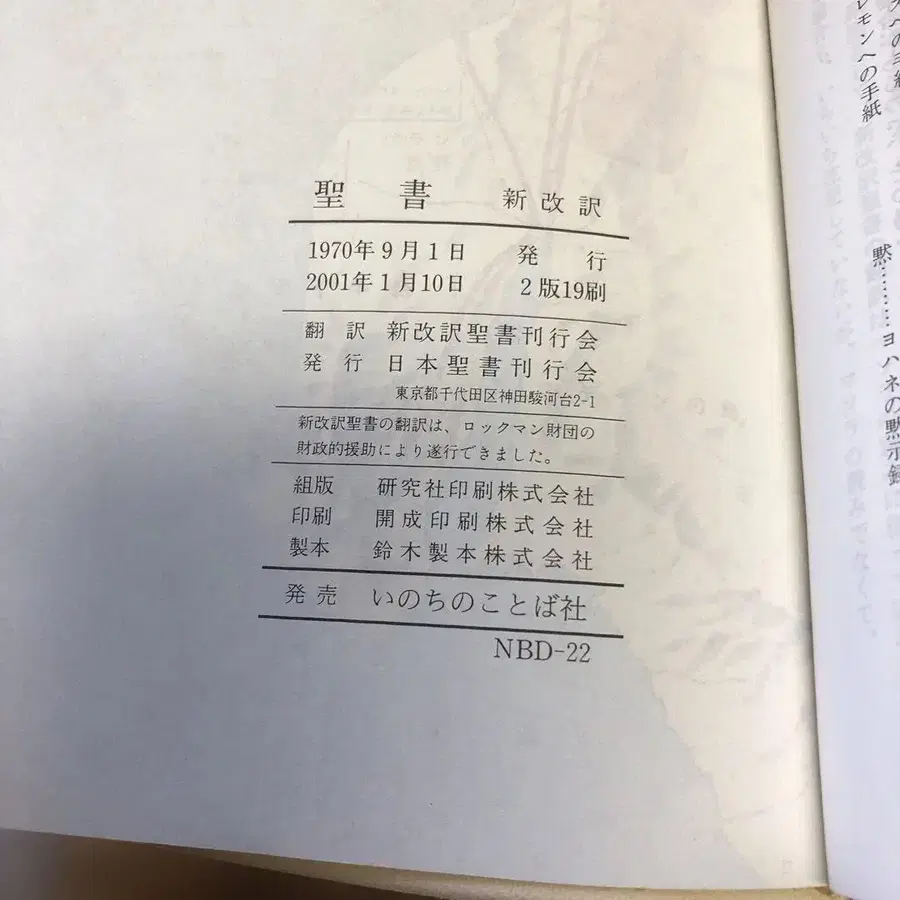 聖書 新改訳
1970年9月1日 発行
2001年1月10日 2版19刷
翻訳 新改訳聖書刊行会
発行 日本聖書刊行会
東京都千代田区神田駿河台2-1
新改訳聖書の翻訳は、ロックマン財団の
財政的援助により遂行できました。
組版 研究社印刷株式会社
印刷 開成印刷株式会社
製本 鈴木製本株式会社
発売 いのちのことば社
NBD-22
レモンへの手紙
黙………ヨハネの黙示録